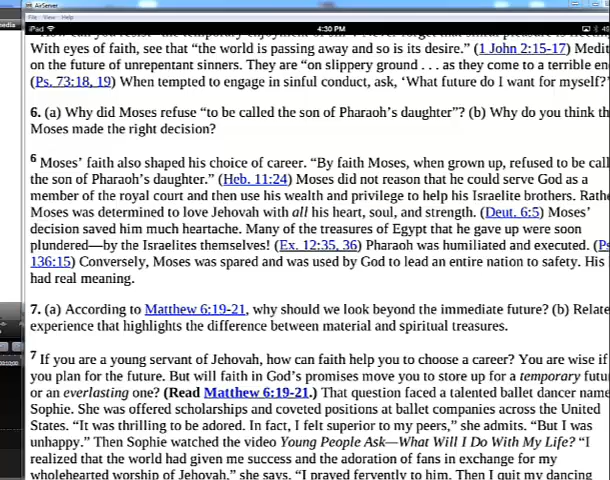 AirServer
File View Help
iPad 4:30 PM
With eyes of faith, see that “the world is passing away and so is its desire.” (1 John 2:15-17) Medit
on the future of unrepentant sinners. They are “on slippery ground . . . as they come to a terrible en
(Ps. 73:18, 19) When tempted to engage in sinful conduct, ask, ‘What future do I want for myself?’
6. (a) Why did Moses refuse “to be called the son of Pharaoh’s daughter”? (b) Why do you think th
Moses made the right decision?
6 Moses’ faith also shaped his choice of career. “By faith Moses, when grown up, refused to be call
the son of Pharaoh’s daughter.” (Heb. 11:24) Moses did not reason that he could serve God as a
member of the royal court and then use his wealth and privilege to help his Israelite brothers. Rathe
Moses was determined to love Jehovah with all his heart, soul, and strength. (Deut. 6:5) Moses’
decision saved him much heartache. Many of the treasures of Egypt that he gave up were soon
plundered—by the Israelites themselves! (Ex. 12:35, 36) Pharaoh was humiliated and executed. (Ps
136:15) Conversely, Moses was spared and was used by God to lead an entire nation to safety. His l
had real meaning.
7. (a) According to Matthew 6:19-21, why should we look beyond the immediate future? (b) Relate
experience that highlights the difference between material and spiritual treasures.
7 If you are a young servant of Jehovah, how can faith help you to choose a career? You are wise if
you plan for the future. But will faith in God’s promises move you to store up for a temporary futu
or an everlasting one? (Read Matthew 6:19-21.) That question faced a talented ballet dancer name
Sophie. She was offered scholarships and coveted positions at ballet companies across the United
States. “It was thrilling to be adored. In fact, I felt superior to my peers,” she admits. “But I was
unhappy.” Then Sophie watched the video Young People Ask—What Will I Do With My Life? “I
realized that the world had given me success and the adoration of fans in exchange for my
wholehearted worship of Jehovah,” she says. “I prayed fervently to him. Then I quit my dancing